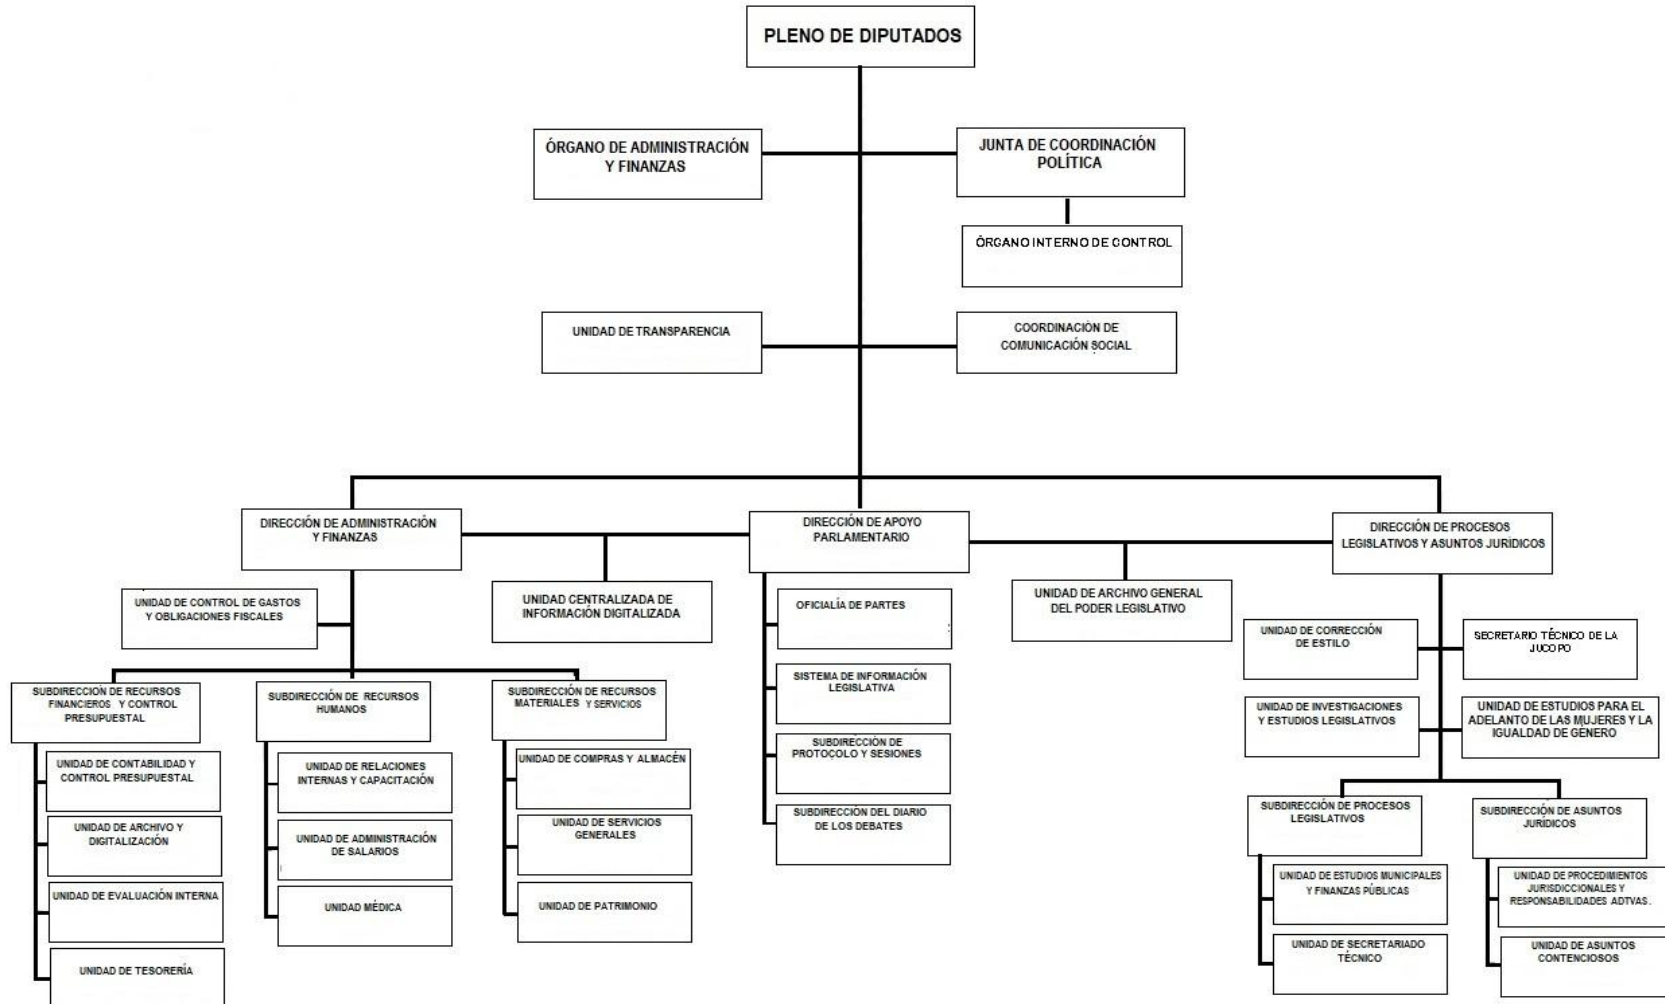 PLENO DE DIPUTADOS
ÓRGANO DE ADMINISTRACIÓN
Y FINANZAS
JUNTA DE COORDINACIÓN
POLÍTICA
ÓRGANO INTERNO DE CONTROL
UNIDAD DE TRANSPARENCIA
COORDINACIÓN DE
COMUNICACIÓN SOCIAL
DIRECCIÓN DE ADMINISTRACIÓN
Y FINANZAS
DIRECCIÓN DE APOYO
PARLAMENTARIO
DIRECCIÓN DE PROCESOS
LEGISLATIVOS Y ASUNTOS JURÍDICOS
UNIDAD DE CONTROL DE GASTOS
Y OBLIGACIONES FISCALES
UNIDAD CENTRALIZADA DE
INFORMACIÓN DIGITALIZADA
OFICIALÍA DE PARTES
UNIDAD DE ARCHIVO GENERAL
DEL PODER LEGISLATIVO
UNIDAD DE CORRECCIÓN
DE ESTILO
SECRETARIO TÉCNICO DE LA
JUCOPO
SUBDIRECCIÓN DE RECURSOS
FINANCIEROS Y CONTROL
PRESUPUESTAL
SUBDIRECCIÓN DE RECURSOS
HUMANOS
SUBDIRECCIÓN DE RECURSOS
MATERIALES Y SERVICIOS
SISTEMA DE INFORMACIÓN
LEGISLATIVA
UNIDAD DE INVESTIGACIONES
Y ESTUDIOS LEGISLATIVOS
UNIDAD DE ESTUDIOS PARA EL
ADELANTO DE LAS MUJERES Y LA
IGUALDAD DE GÉNERO
UNIDAD DE CONTABILIDAD Y
CONTROL PRESUPUESTAL
UNIDAD DE RELACIONES
INTERNAS Y CAPACITACIÓN
UNIDAD DE COMPRAS Y ALMACÉN
SUBDIRECCIÓN DE
PROTOCOLO Y SESIONES
UNIDAD DE ARCHIVO Y
DIGITALIZACIÓN
UNIDAD DE ADMINISTRACIÓN
DE SALARIOS
UNIDAD DE SERVICIOS
GENERALES
SUBDIRECCIÓN DEL DIARIO
DE LOS DEBATES
SUBDIRECCIÓN DE PROCESOS
LEGISLATIVOS
SUBDIRECCIÓN DE ASUNTOS
JURÍDICOS
UNIDAD DE EVALUACIÓN INTERNA
UNIDAD MÉDICA
UNIDAD DE PATRIMONIO
UNIDAD DE ESTUDIOS MUNICIPALES
Y FINANZAS PÚBLICAS
UNIDAD DE PROCEDIMIENTOS
JURISDICCIONALES Y
RESPONSABILIDADES ADTVAS.
UNIDAD DE TESORERÍA
UNIDAD DE SECRETARIADO
TÉCNICO
UNIDAD DE ASUNTOS
CONTENCIOSOS